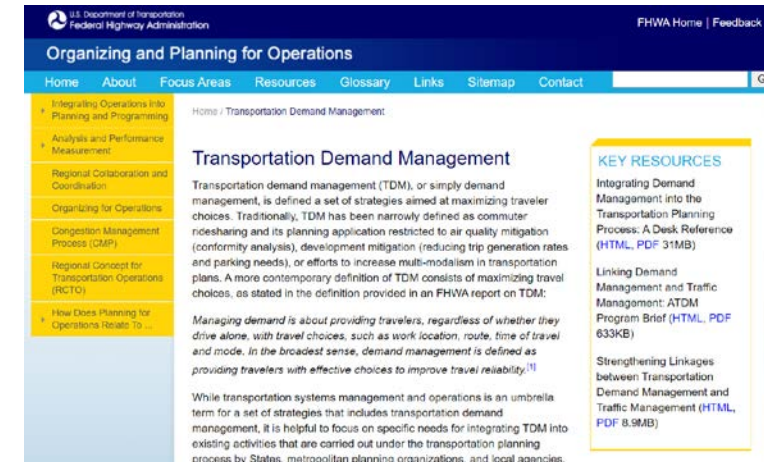 U.S. Department of Transportation
Federal Highway Administration
FHWA Home | Feedback
Organizing and Planning for Operations
Home About Focus Areas Resources Glossary Links Sitemap Contact
Integrating Operations into
Planning and Programming
Analysis and Performance
Measurement
Regional Collaboration and
Coordination
Organizing for Operations
Congestion Management
Process (CMP)
Regional Concept for
Transportation Operations
(RCTO)
How Does Planning for
Operations Relate To ...
Home / Transportation Demand Management
Transportation Demand Management
Transportation demand management (TDM), or simply demand
management, is defined a set of strategies aimed at maximizing traveler
choices. Traditionally, TDM has been narrowly defined as commuter
ridesharing and its planning application restricted to air quality mitigation
(conformity analysis), development mitigation (reducing trip generation rates
and parking needs), or efforts to increase multi-modalism in transportation
plans. A more contemporary definition of TDM consists of maximizing travel
choices, as stated in the definition provided in an FHWA report on TDM:
Managing demand is about providing travelers, regardless of whether they
drive alone, with travel choices, such as work location, route, time of travel
and mode. In the broadest sense, demand management is defined as
providing travelers with effective choices to improve travel reliability.[1]
While transportation systems management and operations is an umbrella
term for a set of strategies that includes transportation demand
management, it is helpful to focus on specific needs for integrating TDM into
existing activities that are carried out under the transportation planning
process by States, metropolitan planning organizations, and local agencies.
KEY RESOURCES
Integrating Demand
Management into the
Transportation Planning
Process: A Desk Reference
(HTML, PDF 31MB)
Linking Demand
Management and Traffic
Management: ATDM
Program Brief (HTML, PDF
633KB)
Strengthening Linkages
between Transportation
Demand Management and
Traffic Management (HTML,
PDF 8.9MB)